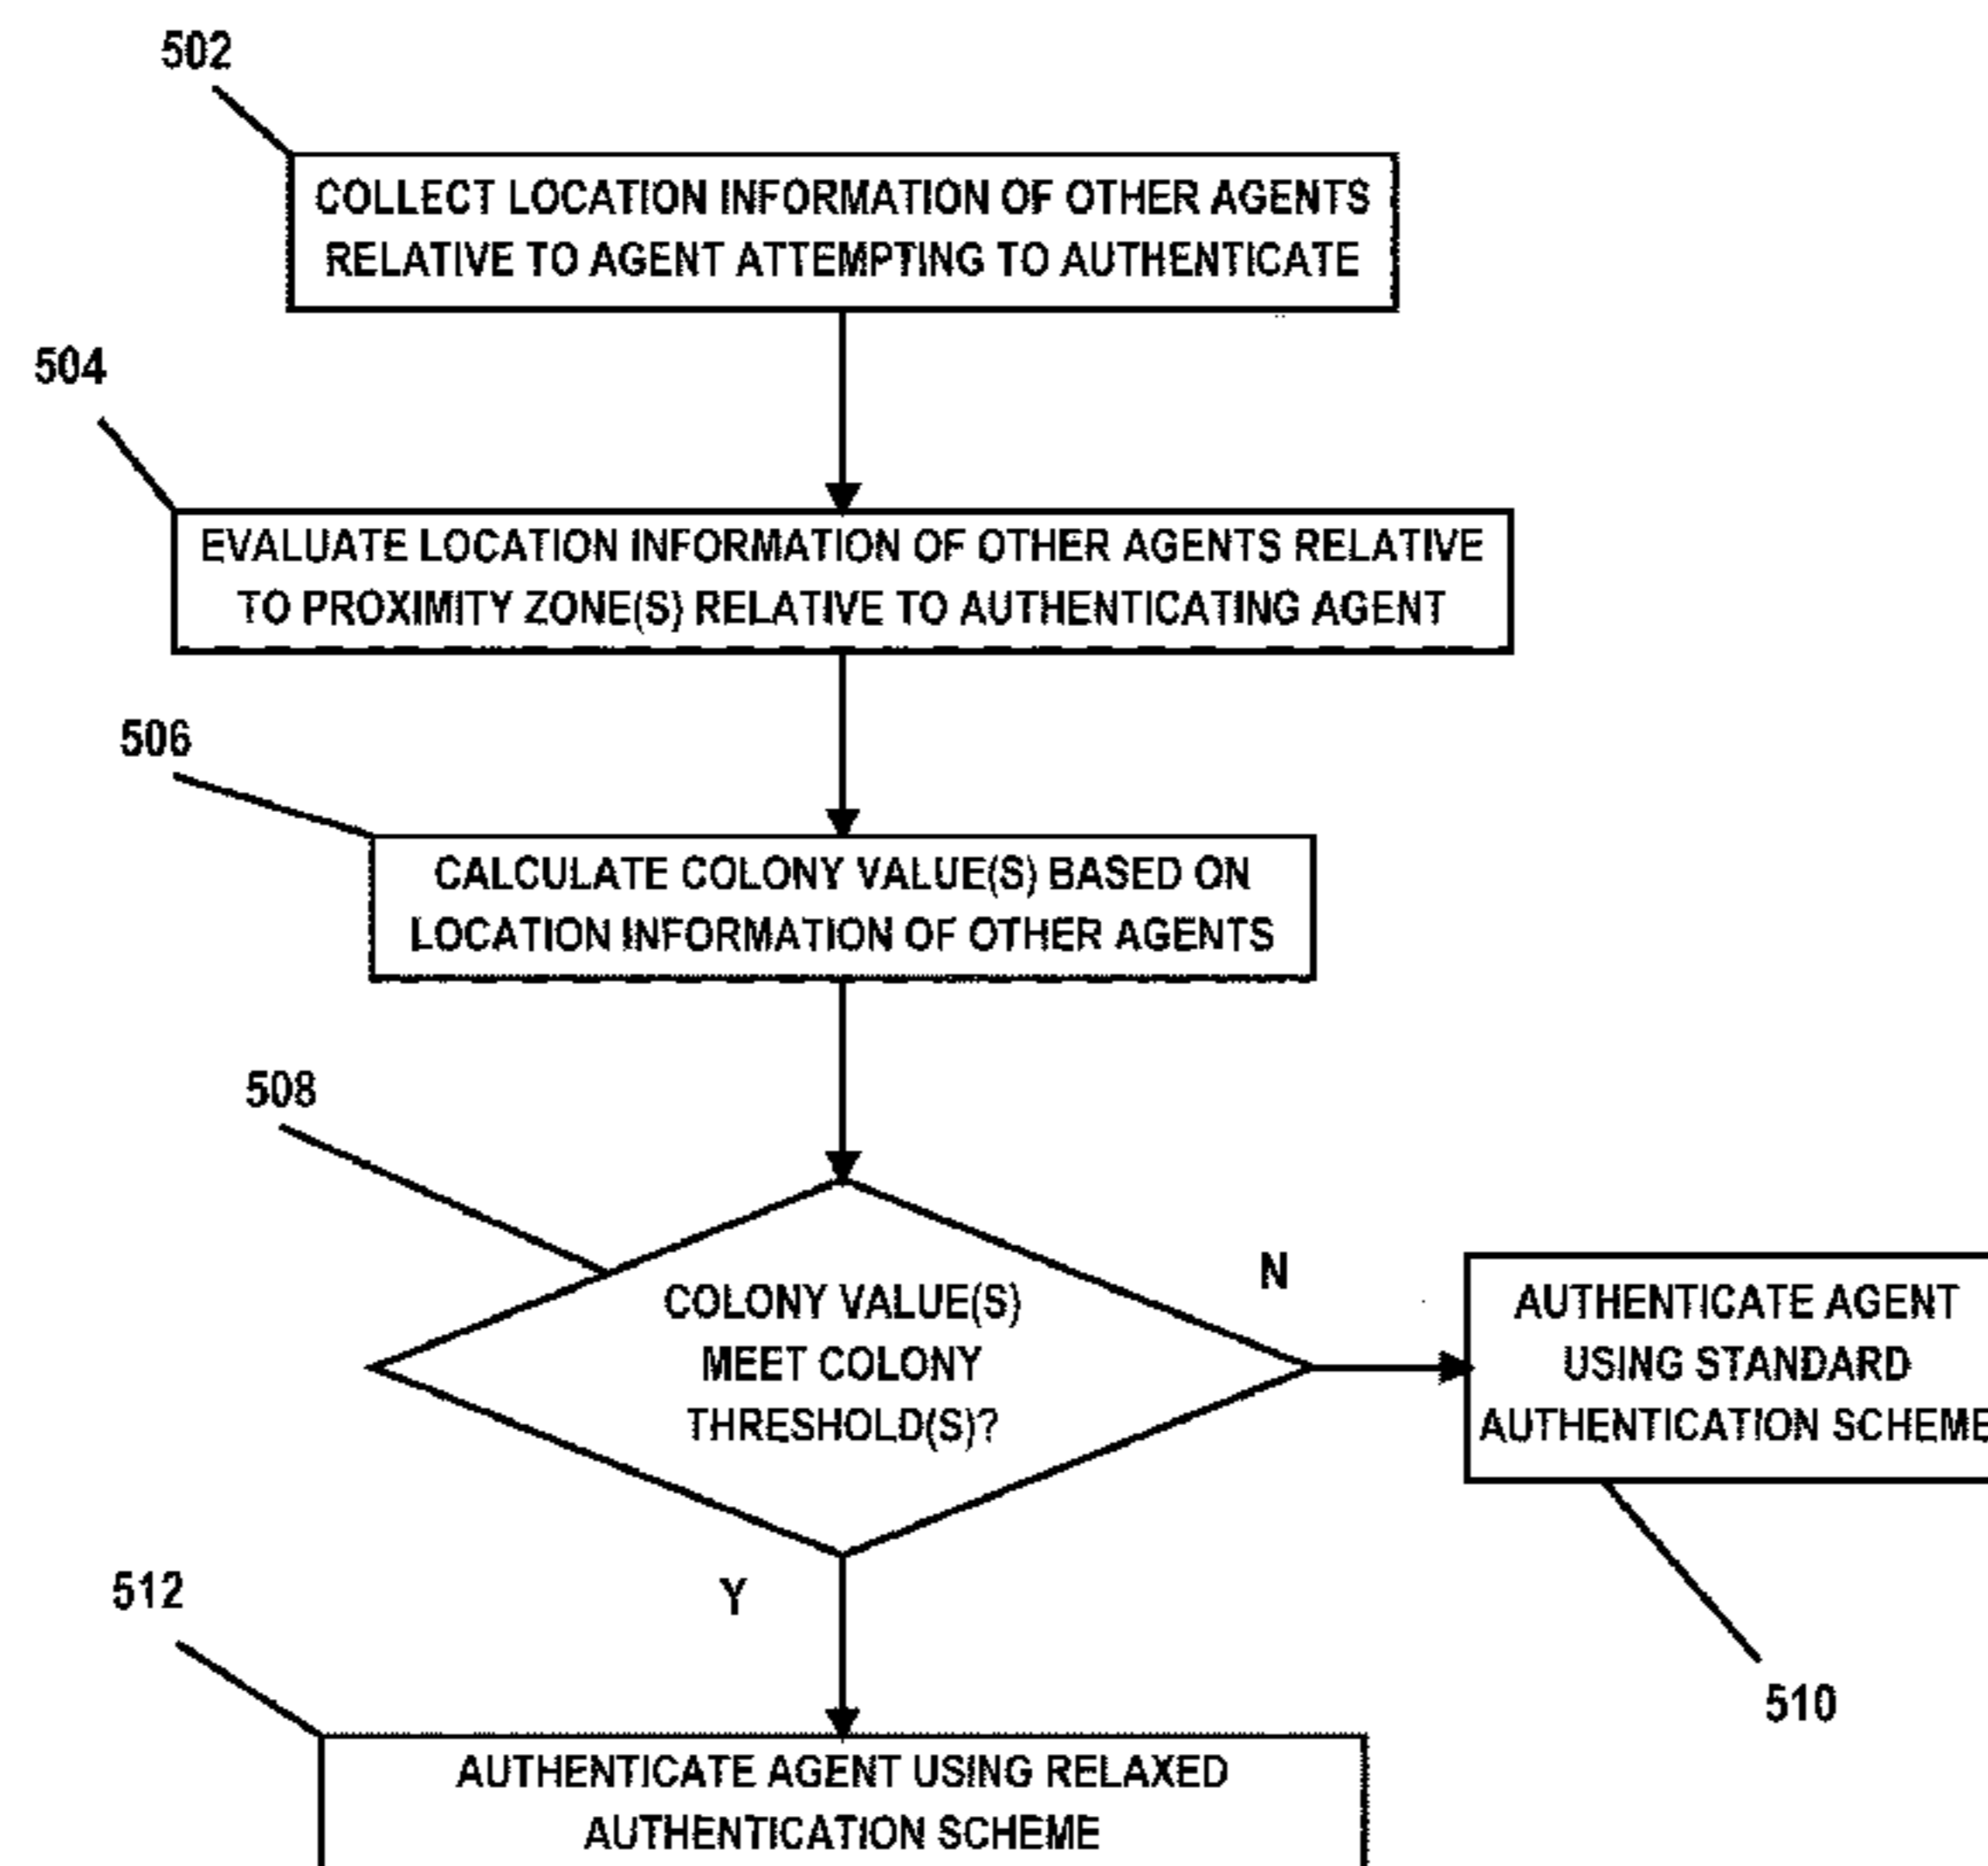 502
COLLECT LOCATION INFORMATION OF OTHER AGENTS
RELATIVE TO AGENT ATTEMPTING TO AUTHENTICATE
504
EVALUATE LOCATION INFORMATION OF OTHER AGENTS RELATIVE
TO PROXIMITY ZONE(S) RELATIVE TO AUTHENTICATING AGENT
506
CALCULATE COLONY VALUE(S) BASED ON
LOCATION INFORMATION OF OTHER AGENTS
508
COLONY VALUE(S)
MEET COLONY
THRESHOLD(S)?
N
AUTHENTICATE AGENT
USING STANDARD
AUTHENTICATION SCHEME
510
Y
512
AUTHENTICATE AGENT USING RELAXED
AUTHENTICATION SCHEME